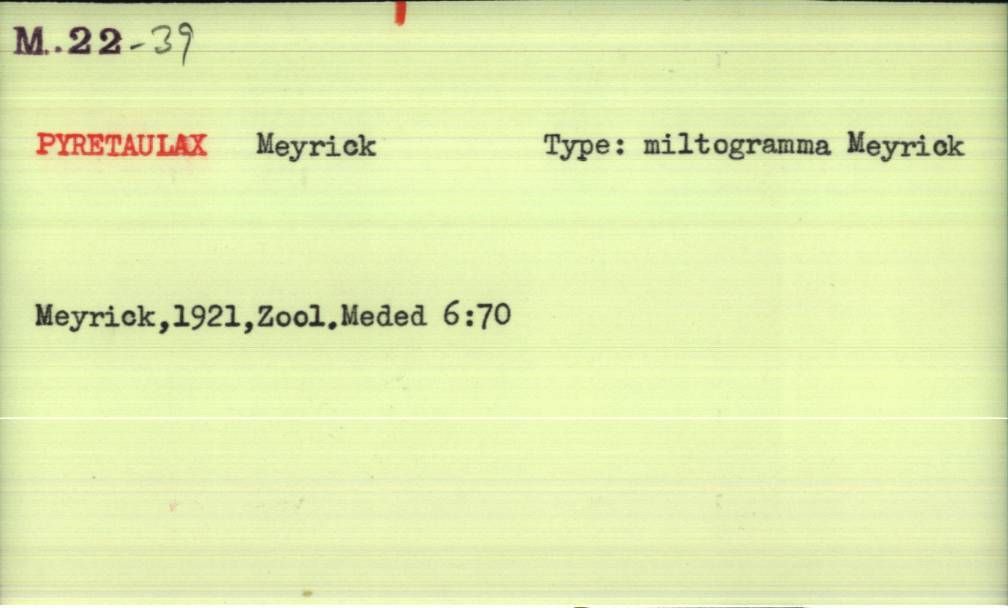 M.22-39
PYRETAULAX Meyrick Type: miltogramma Meyrick
Meyrick,1921,Zool.Meded 6:70